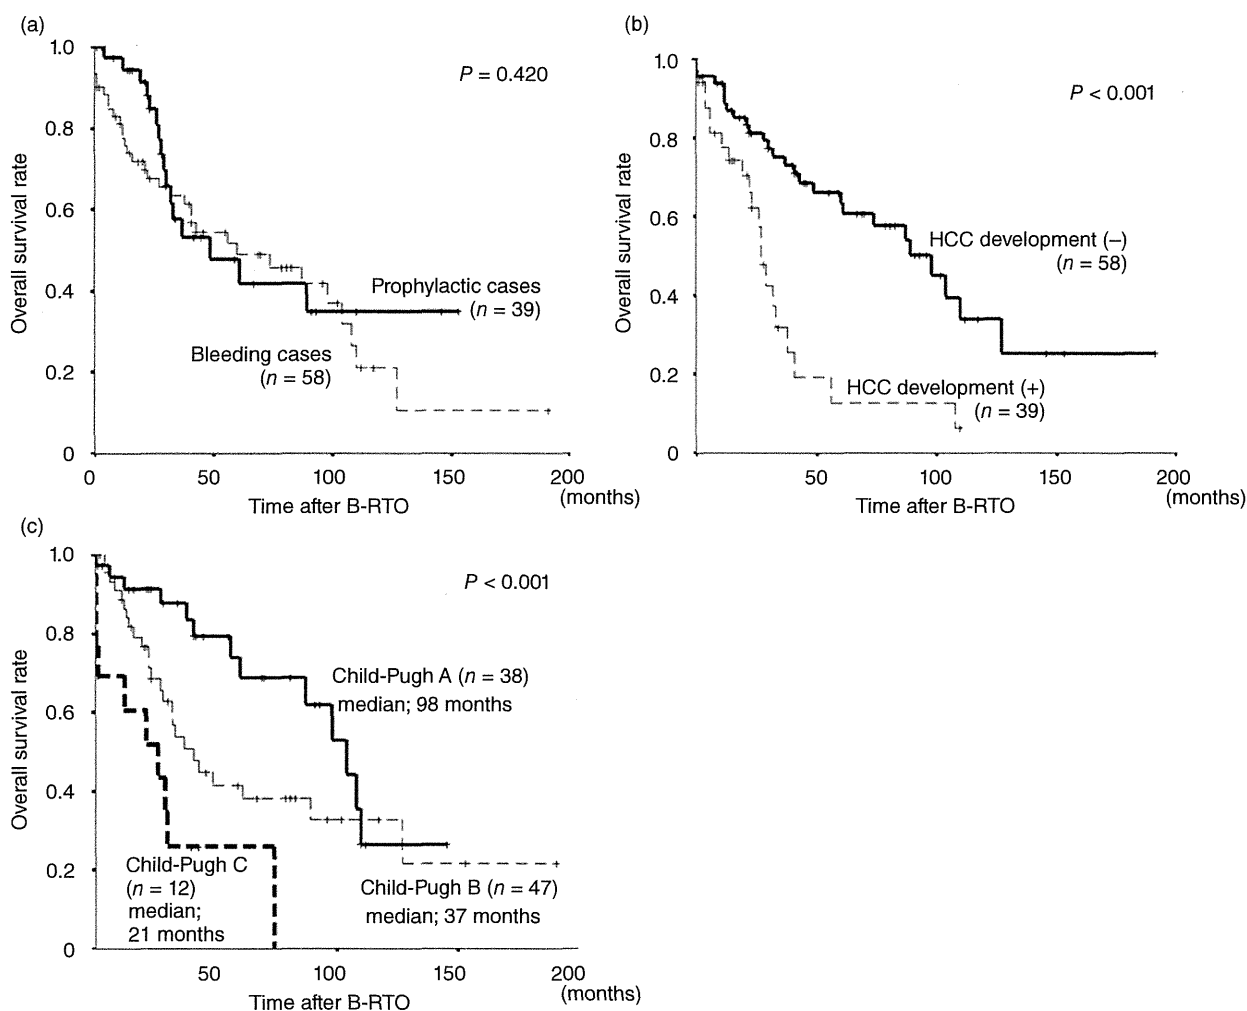 (a)
1.0
0.8
0.6
0.4
0.2
0
Overall survival rate
P = 0.420
Prophylactic cases
(n = 39)
Bleeding cases
(n = 58)
0
50
100
150
200
(months)
Time after B-RTO
(b)
1.0
0.8
0.6
0.4
0.2
0
Overall survival rate
P < 0.001
HCC development (–)
(n = 58)
HCC development (+)
(n = 39)
50
100
150
200
(months)
Time after B-RTO
(c)
1.0
0.8
0.6
0.4
0.2
0
Overall survival rate
P < 0.001
Child-Pugh A (n = 38)
median; 98 months
Child-Pugh C
(n = 12)
median;
21 months
Child-Pugh B (n = 47)
median; 37 months
50
100
150
200
(months)
Time after B-RTO